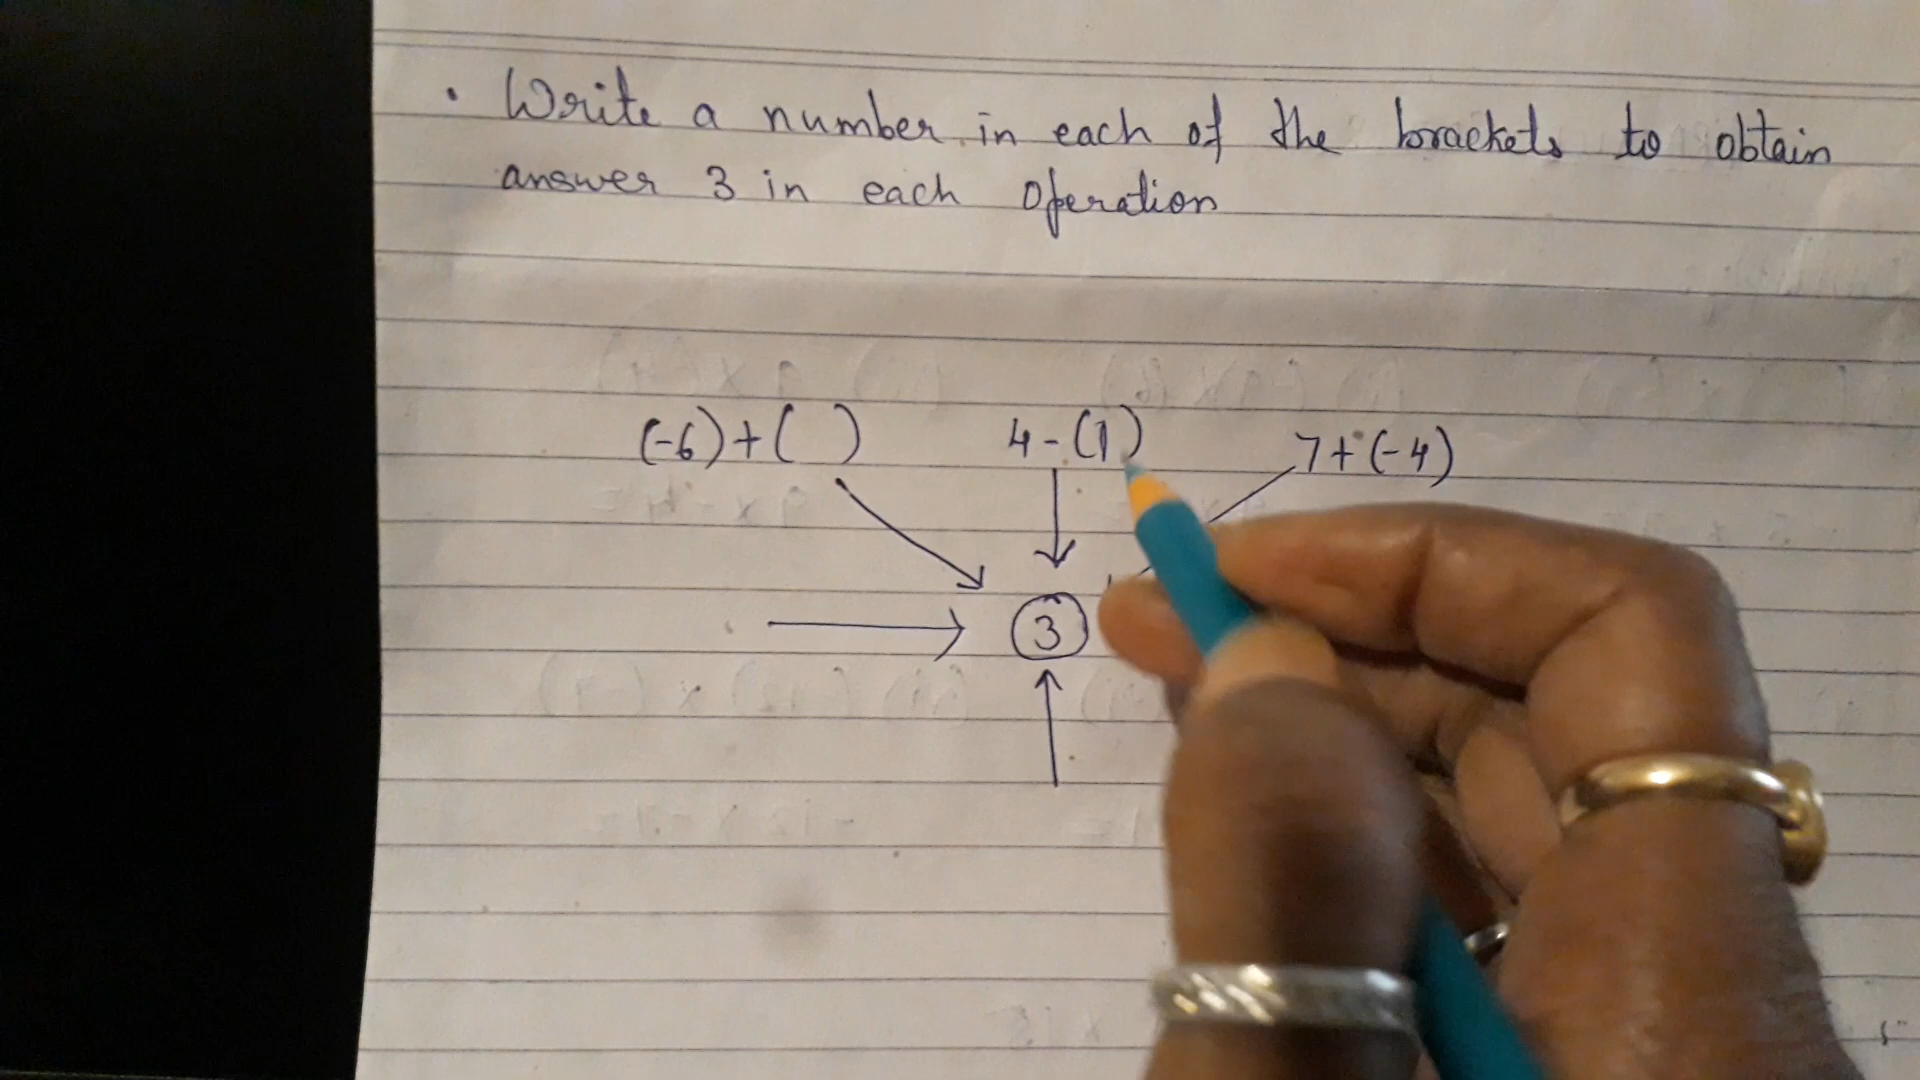 • Write a number in each of the brackets to obtain
answer 3 in each operation
(-6)+( ) 4-(1) 7+(-4)
3